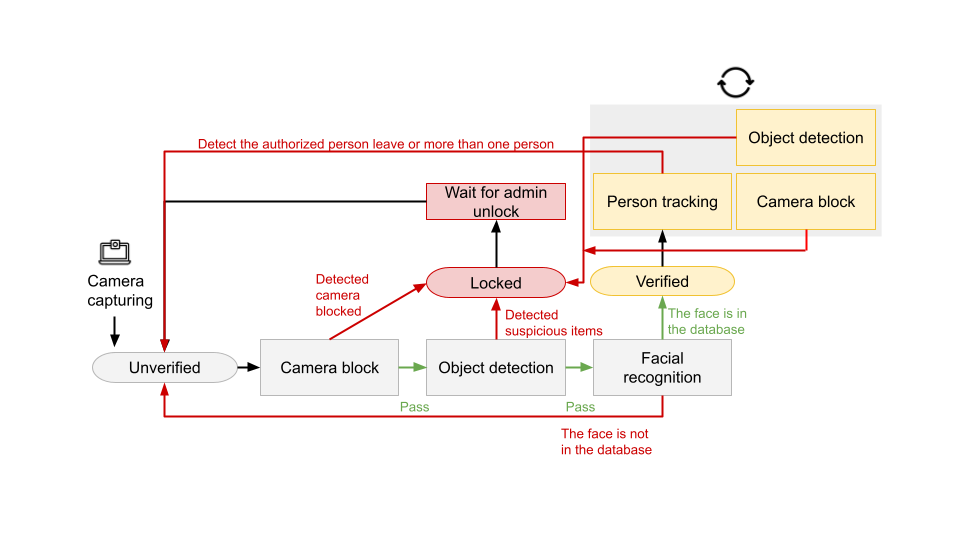 Object detection
Detect the authorized person leave or more than one person
Wait for admin
unlock
Person tracking
Camera block
Camera
capturing
Detected
camera
blocked
Locked
Verified
Detected
suspicious items
The face is in
the database
Unverified
Camera block
Object detection
Facial
recognition
Pass
Pass
The face is not
in the database